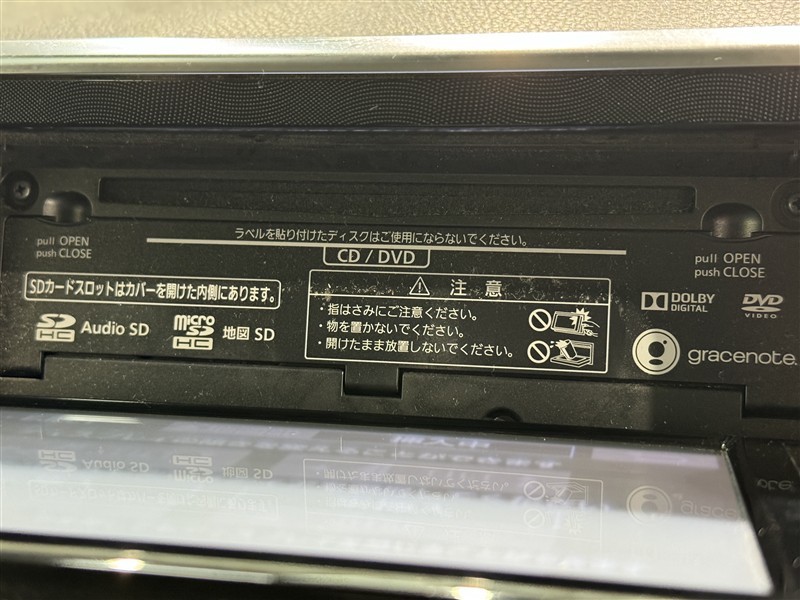 ラベルを貼り付けたディスクはご使用にならないでください。
pull OPEN
push CLOSE
CD / DVD
pull OPEN
push CLOSE
SDカードスロットはカバーを開けた内側にあります。
注 意
・指はさみにご注意ください。
・物を置かないでください。
・開けたまま放置しないでください。
SD HC Audio SD
micro SD HC 地図 SD
DOLBY DIGITAL
DVD VIDEO
gracenote.